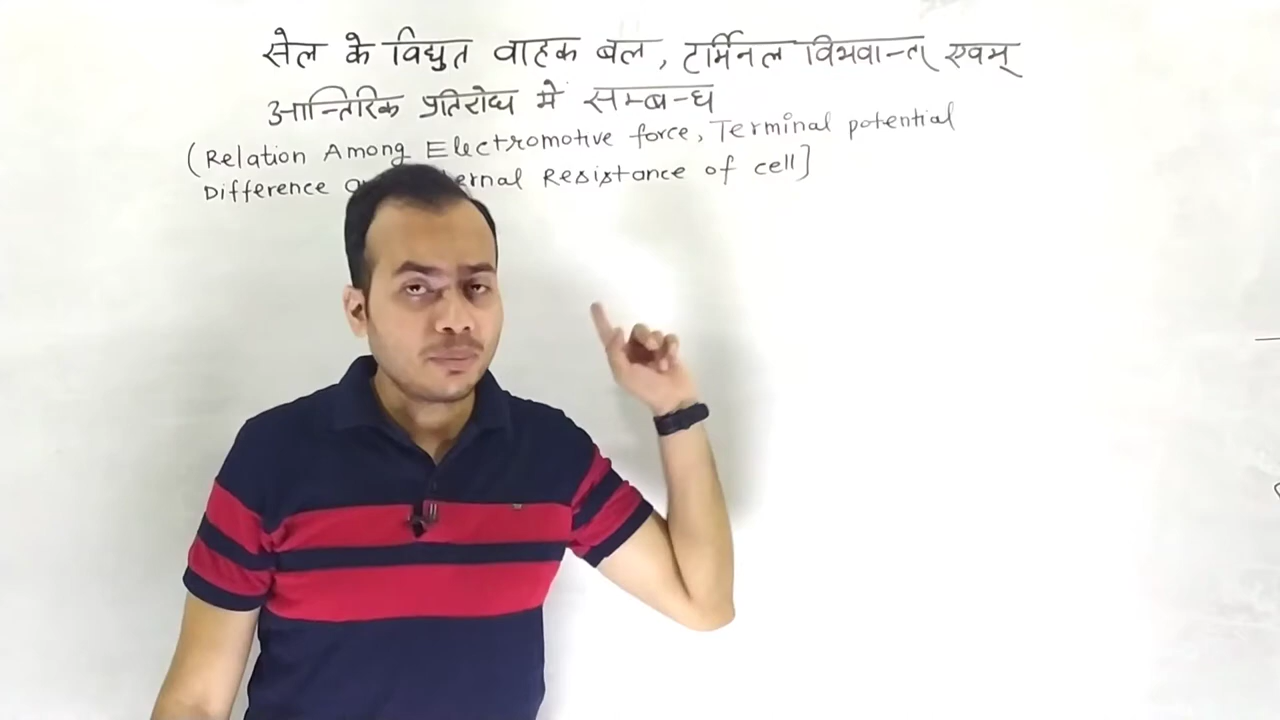 सेल के विद्युत वाहक बल, टर्मिनल विभवान्तर एवम्
आन्तिरिक प्रतिरोध मे सम्बन्ध
(Relation Among Electromotive force, Terminal potential
Difference Resistance of cell]